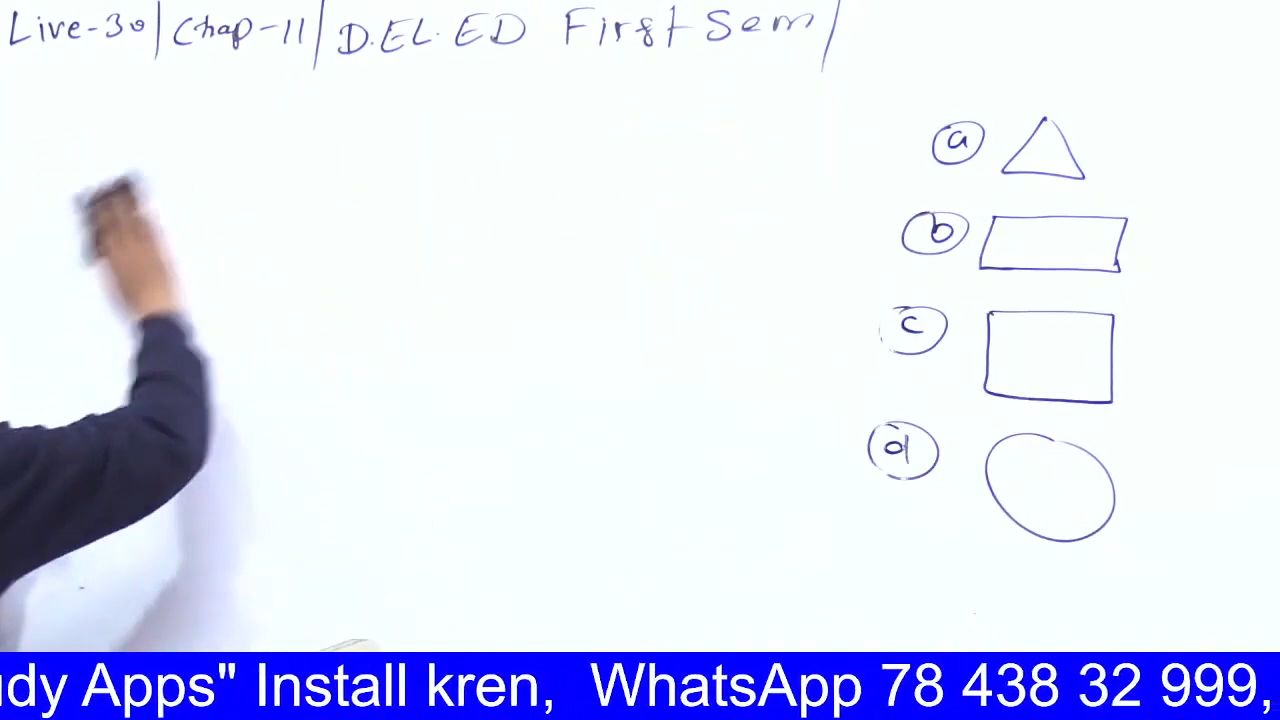 Live-30/Chap-11/D.EL.ED First Sem/
a
b
c
d
udy Apps" Install kren, WhatsApp 78 438 32 999,